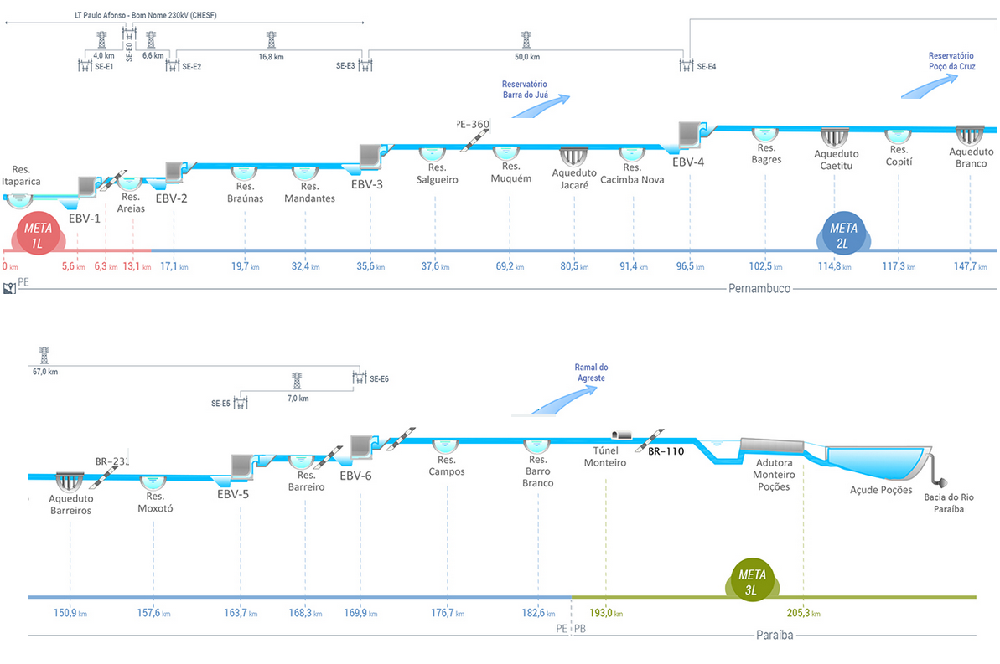 LT Paulo Afonso - Bom Nome 230kV (CHESF)
4,0 km
SE-E0
6,6 km
16,8 km
50,0 km
SE-E1
SE-E2
SE-E3
SE-E4
Reservatório
Barra do Juá
Reservatório
Poço da Cruz
PE-360
Res.
Itaparica
EBV-1
Res.
Areias
EBV-2
Res.
Braúnas
Res.
Mandantes
EBV-3
Res.
Salgueiro
Res.
Muquém
Aqueduto
Jacaré
Res.
Cacimba Nova
EBV-4
Res.
Bagres
Aqueduto
Caetitu
Res.
Copití
Aqueduto
Branco
META
1L
META
2L
0 km
5,6 km
6,3 km
13,1 km
17,1 km
19,7 km
32,4 km
35,6 km
37,6 km
69,2 km
80,5 km
91,4 km
96,5 km
102,5 km
114,8 km
117,3 km
147,7 km
PE
Pernambuco
67,0 km
SE-E6
7,0 km
SE-E5
Ramal do
Agreste
BR-232
Aqueduto
Barreiros
Res.
Moxotó
EBV-5
Res.
Barreiro
EBV-6
Res.
Campos
Res.
Barro
Branco
Túnel
Monteiro
BR-110
Adutora
Monteiro
Poções
Açude Poções
Bacia do Rio
Paraíba
META
3L
150,9 km
157,6 km
163,7 km
168,3 km
169,9 km
176,7 km
182,6 km
193,0 km
205,3 km
PE
PB
Paraíba